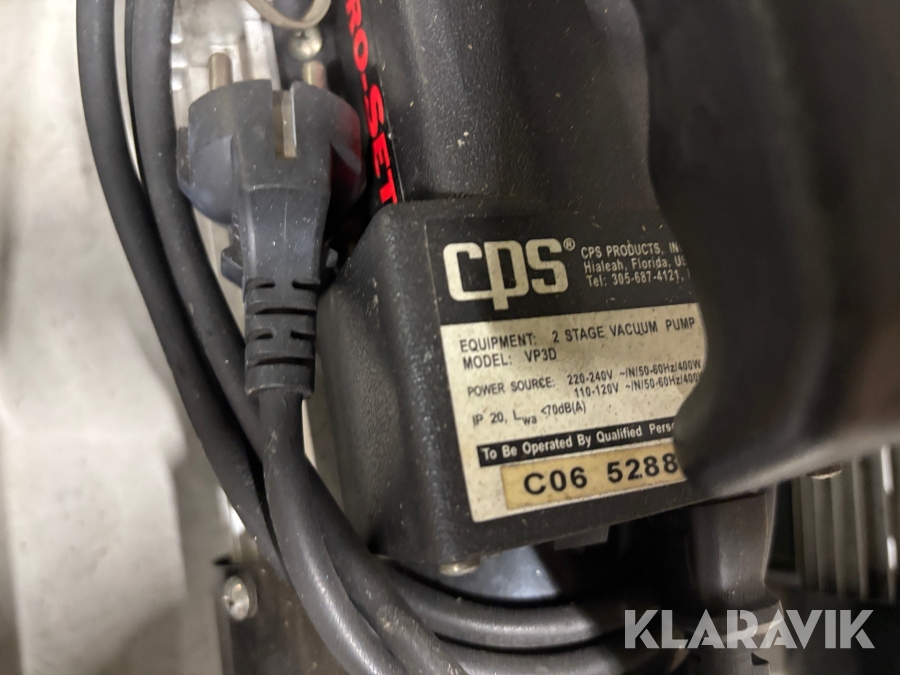 RO-SET
cps®
CPS PRODUCTS, IN
Hialeah, Florida, US
Tel: 305-687-4121,
EQUIPMENT: 2 STAGE VACUUM PUMP
MODEL: VP3D
POWER SOURCE: 220-240V ~/N/50-60Hz/400W
110-120V ~/N/50-60Hz/400
IP 20, Lwa <70dB(A)
To Be Operated By Qualified Perso
C06 5288
KLARAVIK